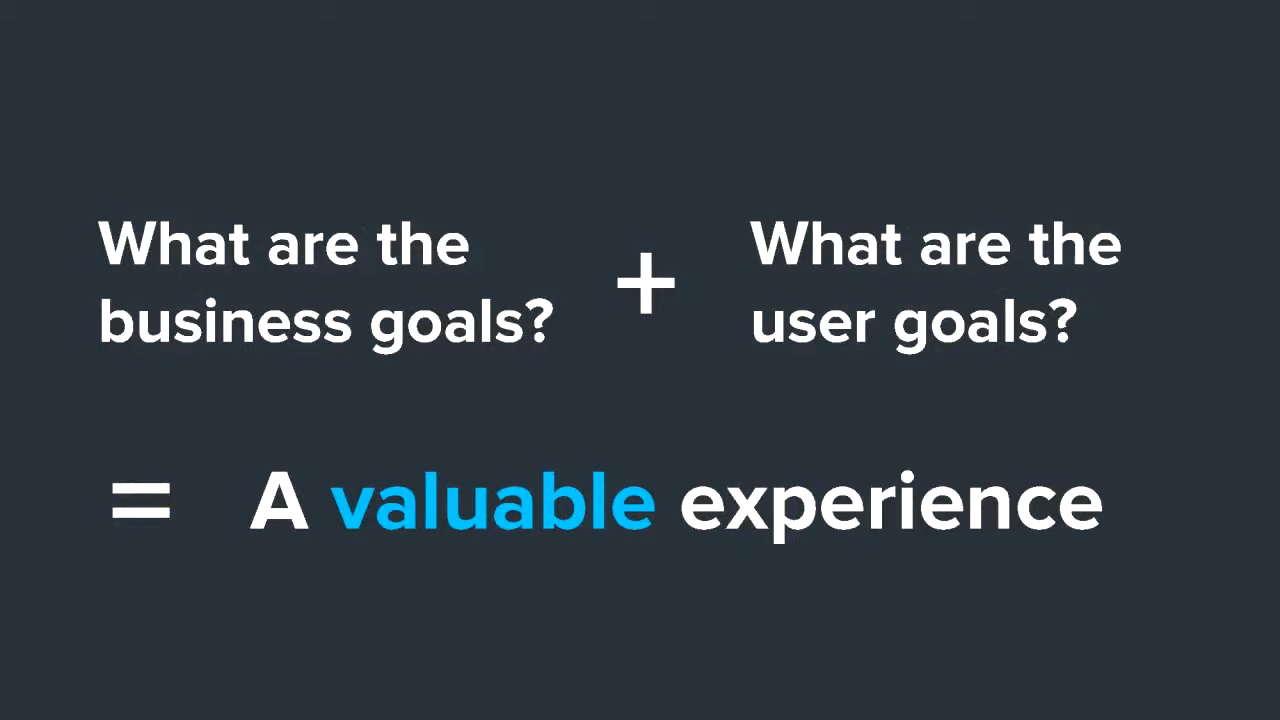 What are the
business goals?
+
What are the
user goals?
= A valuable experience